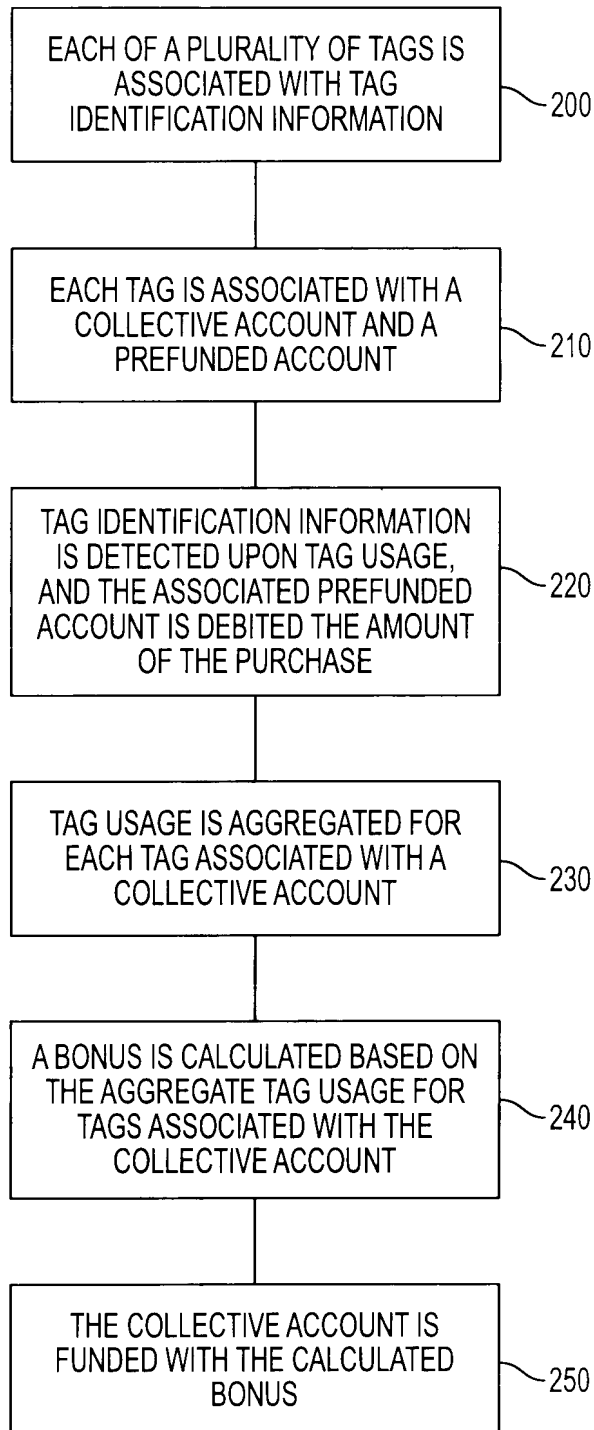 EACH OF A PLURALITY OF TAGS IS
ASSOCIATED WITH TAG
IDENTIFICATION INFORMATION
200
EACH TAG IS ASSOCIATED WITH A
COLLECTIVE ACCOUNT AND A
PREFUNDED ACCOUNT
210
TAG IDENTIFICATION INFORMATION
IS DETECTED UPON TAG USAGE,
AND THE ASSOCIATED PREFUNDED
ACCOUNT IS DEBITED THE AMOUNT
OF THE PURCHASE
220
TAG USAGE IS AGGREGATED FOR
EACH TAG ASSOCIATED WITH A
COLLECTIVE ACCOUNT
230
A BONUS IS CALCULATED BASED ON
THE AGGREGATE TAG USAGE FOR
TAGS ASSOCIATED WITH THE
COLLECTIVE ACCOUNT
240
THE COLLECTIVE ACCOUNT IS
FUNDED WITH THE CALCULATED
BONUS
250